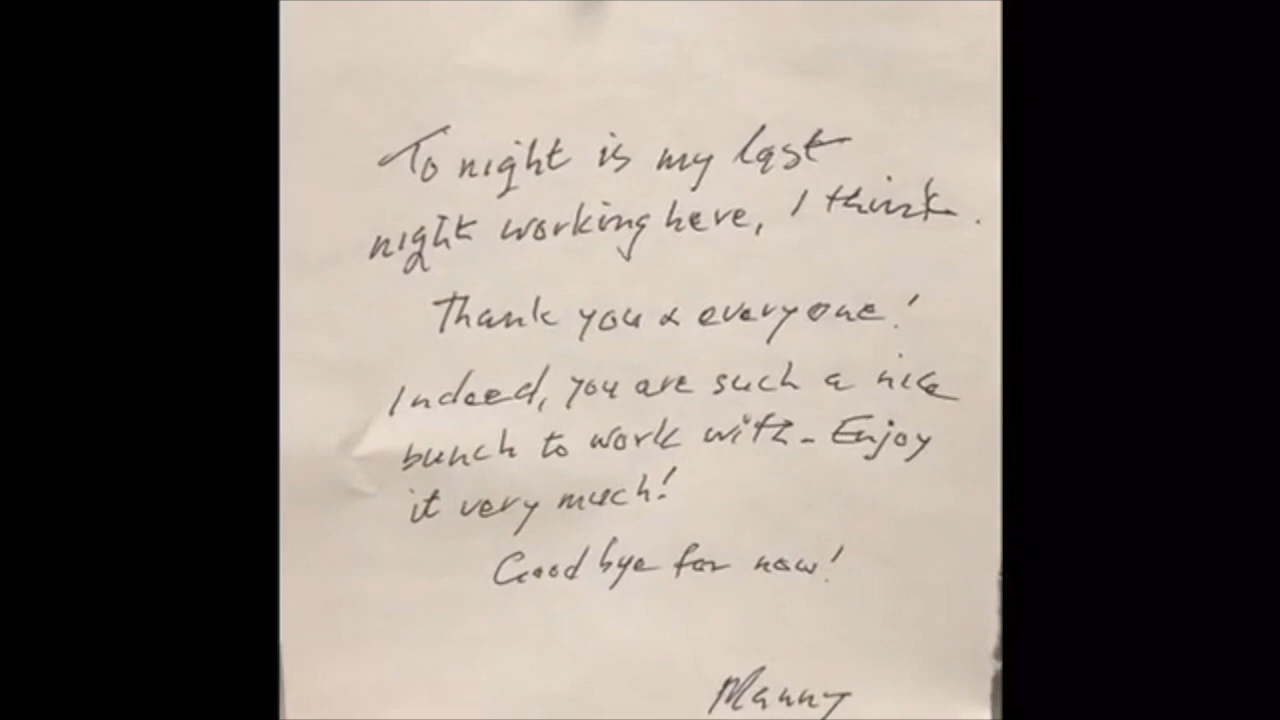 To night is my last
night working here, I think.
Thank you & everyone!
Indeed, you are such a nice
bunch to work with - Enjoy
it very much!
Good bye for now!
Manny